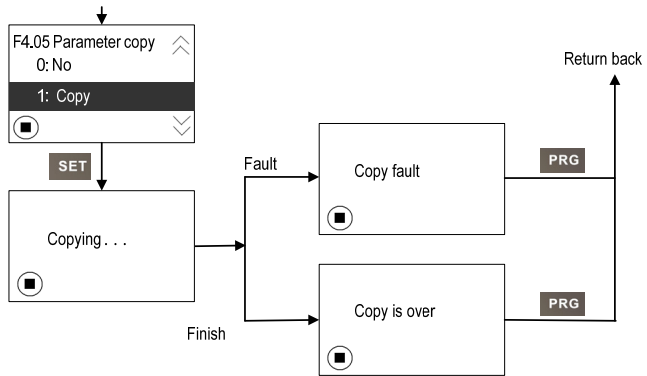 F4.05 Parameter copy
0: No
1: Copy
SET
Copying...
Fault
Finish
Copy fault
Copy is over
PRG
PRG
Return back